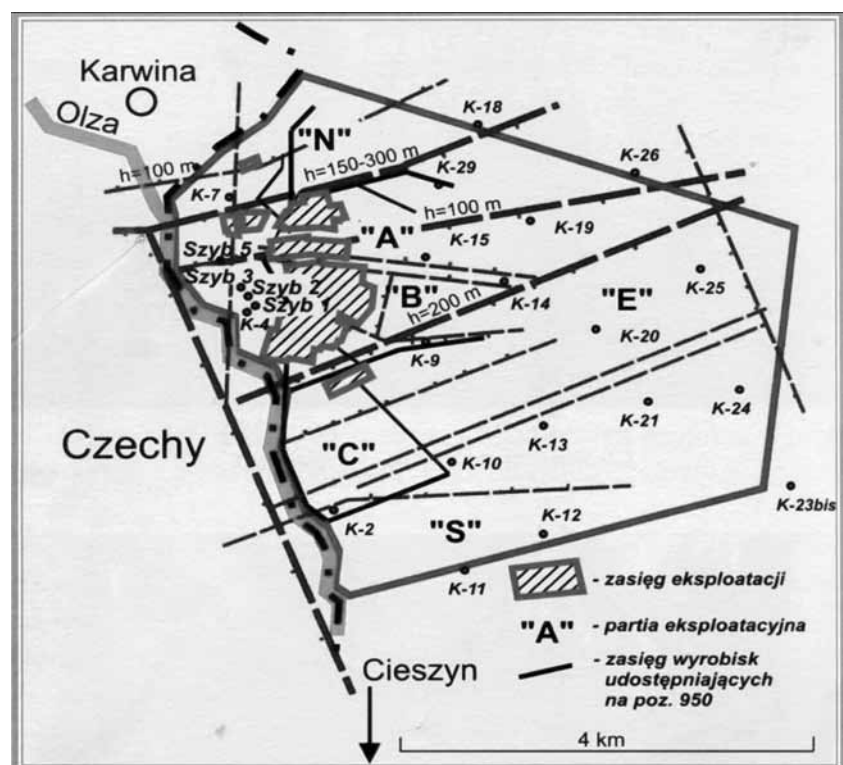 Karwina
Olza
K-18
"N"
K-26
h=100 m
h=150-300 m
K-29
K-7
h=100 m
K-19
"A"
K-15
Szyb 5
K-25
Szyb 3
Szyb 2
"B"
K-14
"E"
Szyb 1
h=200 m
K-4
K-20
K-9
K-24
K-21
Czechy
K-13
"C"
K-10
K-23bis
K-2
"S"
K-12
K-11
- zasięg eksploatacji
"A" - partia eksploatacyjna
- zasięg wyrobisk
udostępniających
na poz. 950
Cieszyn
4 km